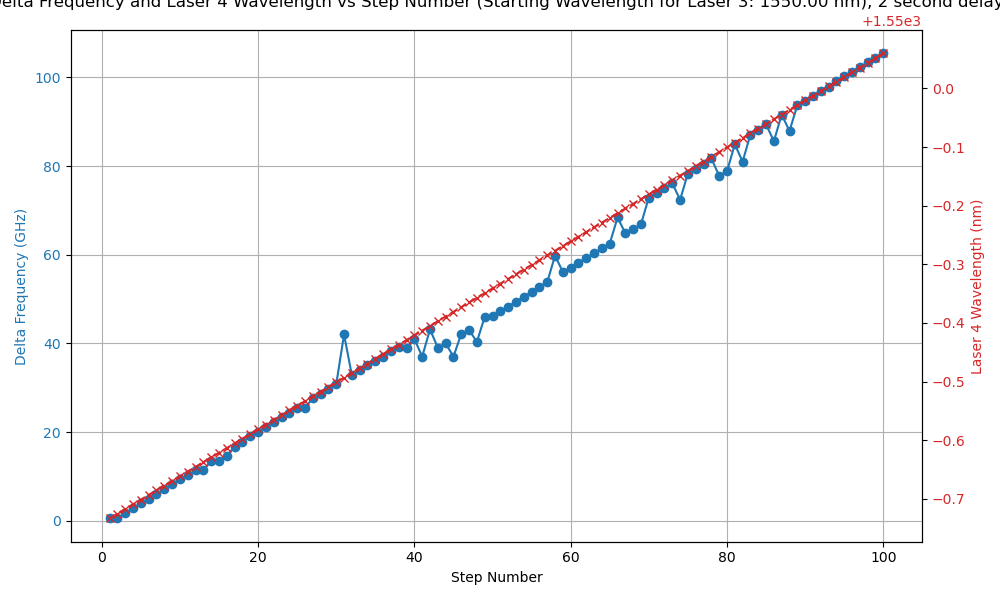 Delta Frequency and Laser 4 Wavelength vs Step Number (Starting Wavelength for Laser 3: 1550.00 nm), 2 second delay
+1.55e3
100
80
60
40
20
0
Delta Frequency (GHz)
0.0
−0.1
−0.2
−0.3
−0.4
−0.5
−0.6
−0.7
Laser 4 Wavelength (nm)
0 20 40 60 80 100
Step Number